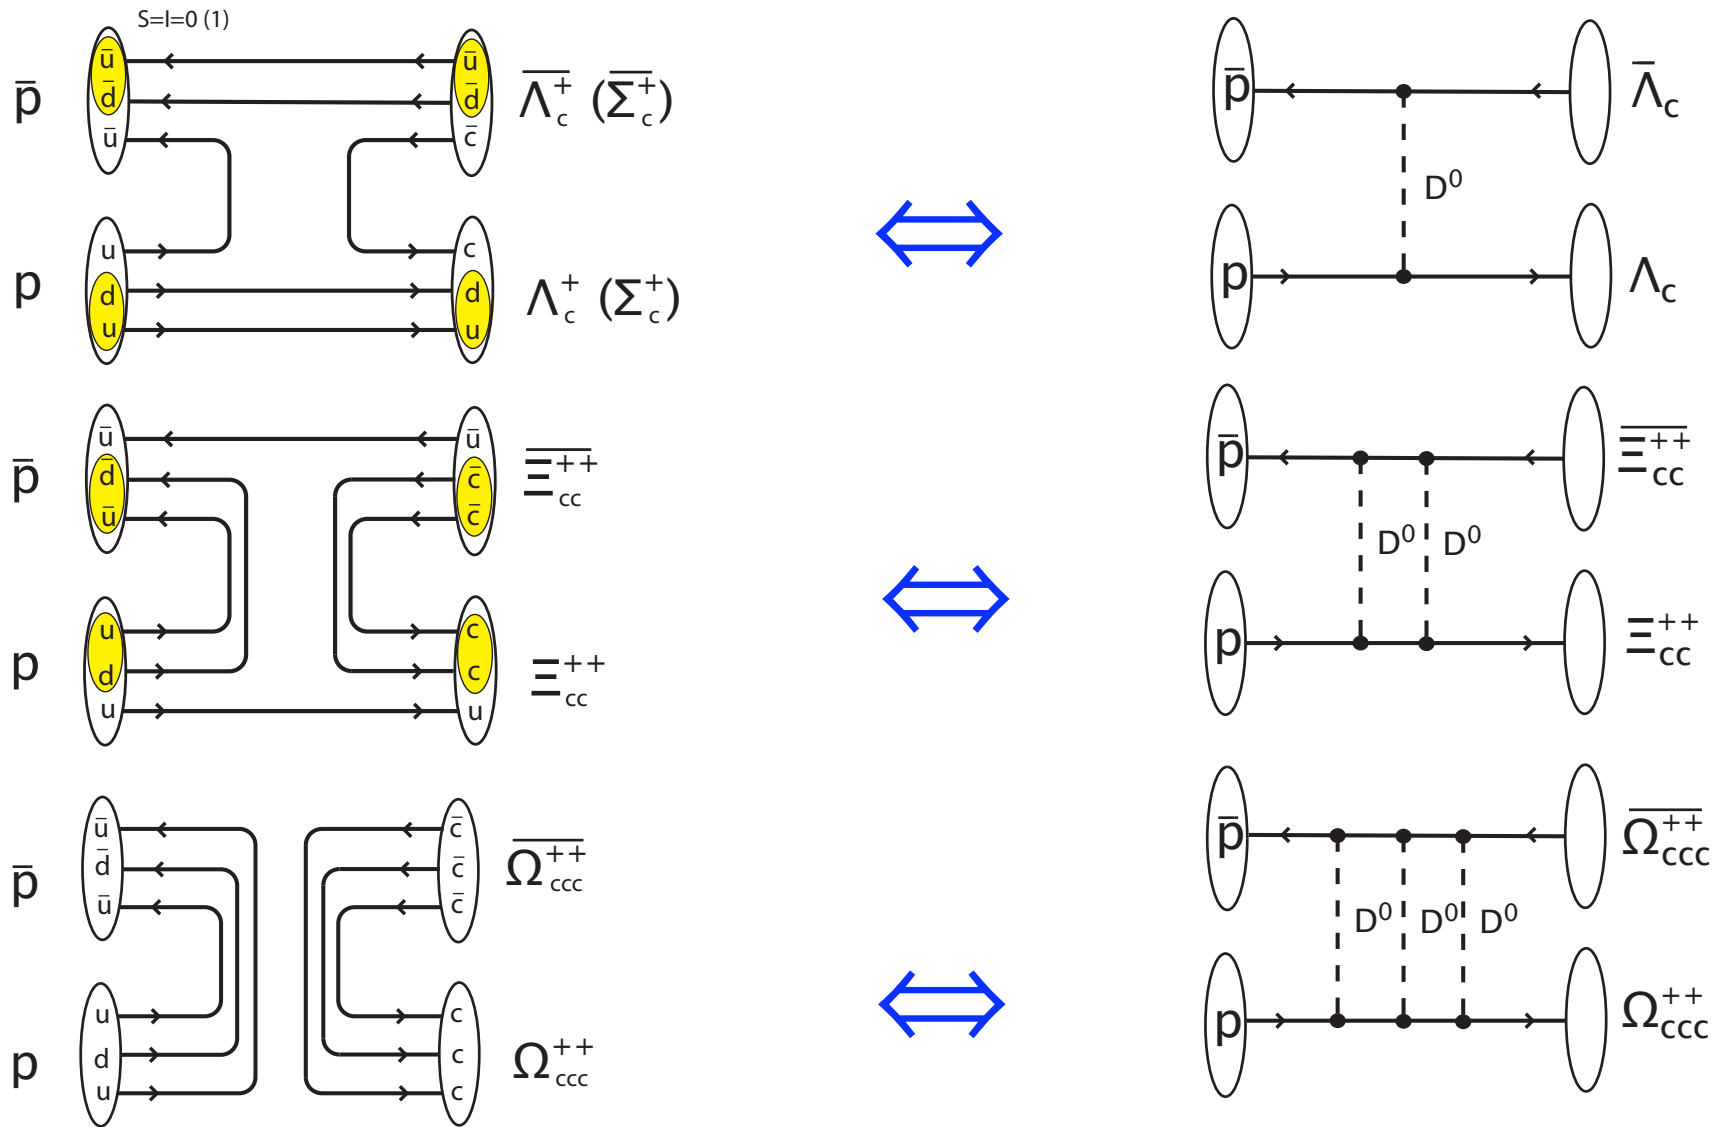 S=I=0 (1)
p̄ ū ū Λ̅c⁺ (Σ̅c⁺)
d̄ d̄
ū c̄
p u c Λc⁺ (Σc⁺)
d d
u u
p̄ Λ̄c
D⁰
p Λc
p̄ ū ū Ξ̅cc⁺⁺
d̄ c̄
ū c̄
p u c Ξcc⁺⁺
d c
u u
p̄ Ξ̅cc⁺⁺
D⁰ D⁰
p Ξcc⁺⁺
p̄ ū c̄ Ω̅ccc⁺⁺
d̄ c̄
ū c̄
p u c Ωccc⁺⁺
d c
u c
p̄ Ω̅ccc⁺⁺
D⁰ D⁰ D⁰
p Ωccc⁺⁺